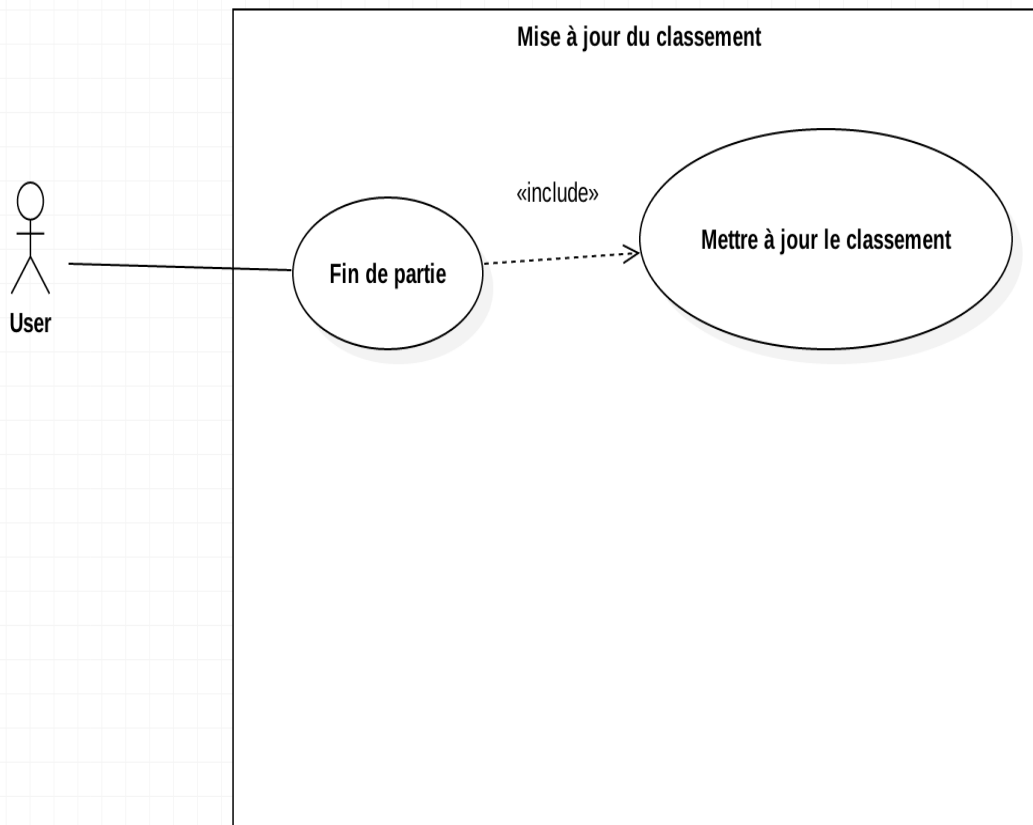 Mise à jour du classement
«include»
Mettre à jour le classement
Fin de partie
User